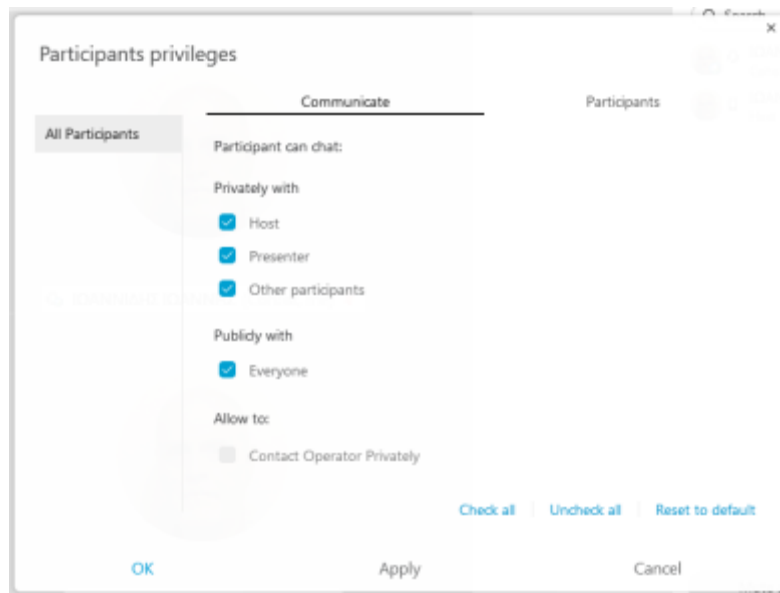 Search
×
Participants privileges
Communicate
Participants
All Participants
Participant can chat:
Privately with
Host
Presenter
Other participants
Publicly with
Everyone
Allow to:
Contact Operator Privately
Check all
Uncheck all
Reset to default
OK
Apply
Cancel